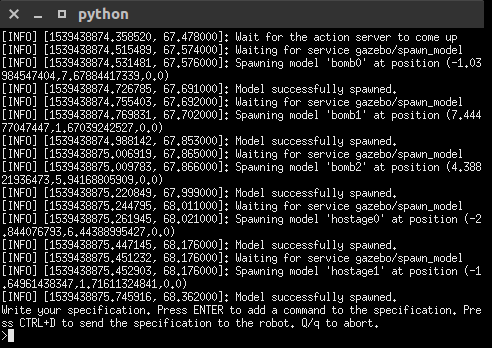 python
[INFO] [1539438874.358520, 67.478000]: Wait for the action server to come up
[INFO] [1539438874.515489, 67.574000]: Waiting for service gazebo/spawn_model
[INFO] [1539438874.531481, 67.576000]: Spawning model 'bomb0' at position (-1.03
984547404,7.67884417339,0.0)
[INFO] [1539438874.726785, 67.691000]: Model successfully spawned.
[INFO] [1539438874.755403, 67.692000]: Waiting for service gazebo/spawn_model
[INFO] [1539438874.769831, 67.702000]: Spawning model 'bomb1' at position (7.444
77047447,1.67039242527,0.0)
[INFO] [1539438874.988142, 67.853000]: Model successfully spawned.
[INFO] [1539438875.006919, 67.865000]: Waiting for service gazebo/spawn_model
[INFO] [1539438875.009783, 67.866000]: Spawning model 'bomb2' at position (4.388
21936473,5.94168805909,0.0)
[INFO] [1539438875.220849, 67.999000]: Model successfully spawned.
[INFO] [1539438875.244795, 68.011000]: Waiting for service gazebo/spawn_model
[INFO] [1539438875.261945, 68.021000]: Spawning model 'hostage0' at position (-2
.844076793,6.44388995427,0.0)
[INFO] [1539438875.447145, 68.176000]: Model successfully spawned.
[INFO] [1539438875.451232, 68.176000]: Waiting for service gazebo/spawn_model
[INFO] [1539438875.452903, 68.176000]: Spawning model 'hostage1' at position (-1
.64961438347,1.71611324841,0.0)
[INFO] [1539438875.745916, 68.362000]: Model successfully spawned.
Write your specification. Press ENTER to add a command to the specification. Pre
ss CTRL+D to send the specification to the robot. Q/q to abort.
>